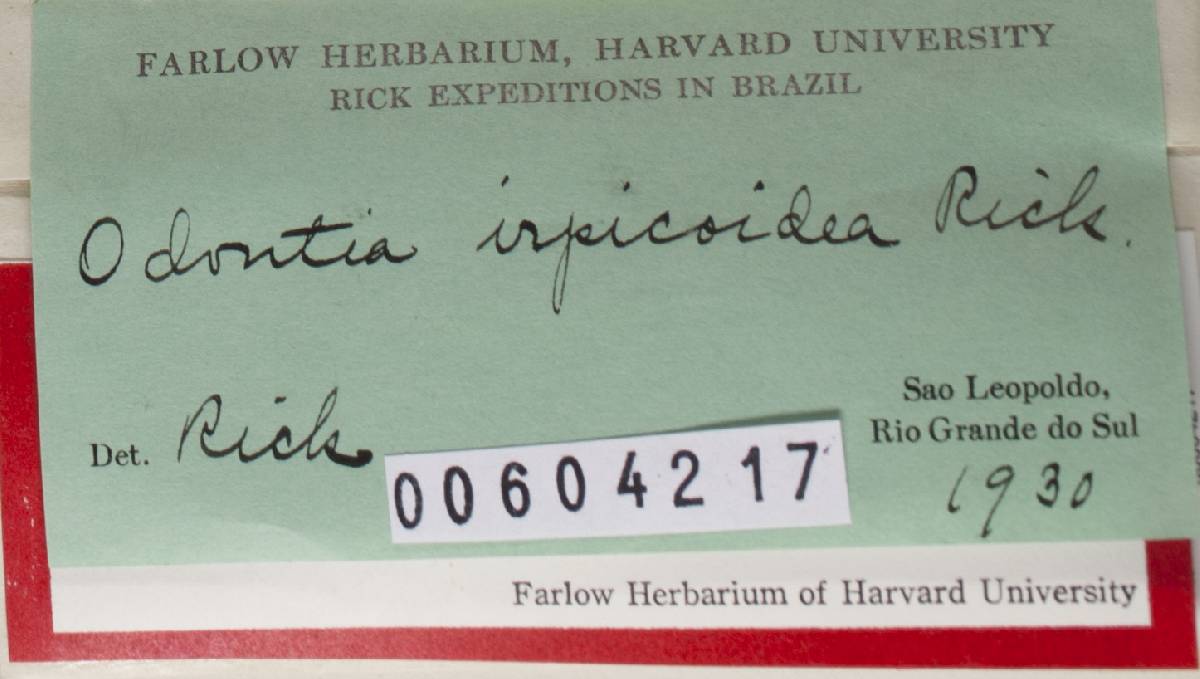 FARLOW HERBARIUM, HARVARD UNIVERSITY
RICK EXPEDITIONS IN BRAZIL
Odontia irpicoidea Rick.
Sao Leopoldo,
Rio Grande do Sul
Det. Rick
00604217
1930
Farlow Herbarium of Harvard University